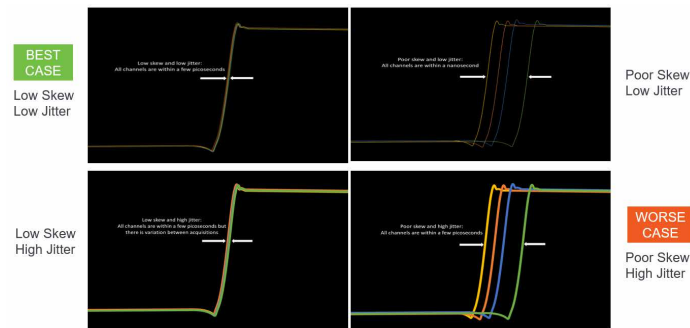 BEST
CASE
Low Skew
Low Jitter
Low skew and low jitter:
All channels are within a few picoseconds
Poor skew and low jitter:
All channels are within a nanosecond
Poor Skew
Low Jitter
Low Skew
High Jitter
Low skew and high jitter:
All channels are within a few picoseconds but
there is variation between acquisitions.
Poor skew and high jitter:
All channels are within a few picoseconds
WORSE
CASE
Poor Skew
High Jitter